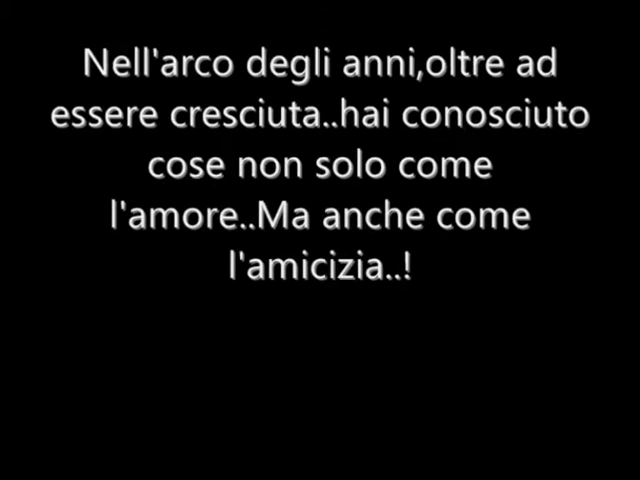 Nell'arco degli anni,oltre ad
essere cresciuta..hai conosciuto
cose non solo come
l'amore..Ma anche come
l'amicizia..!